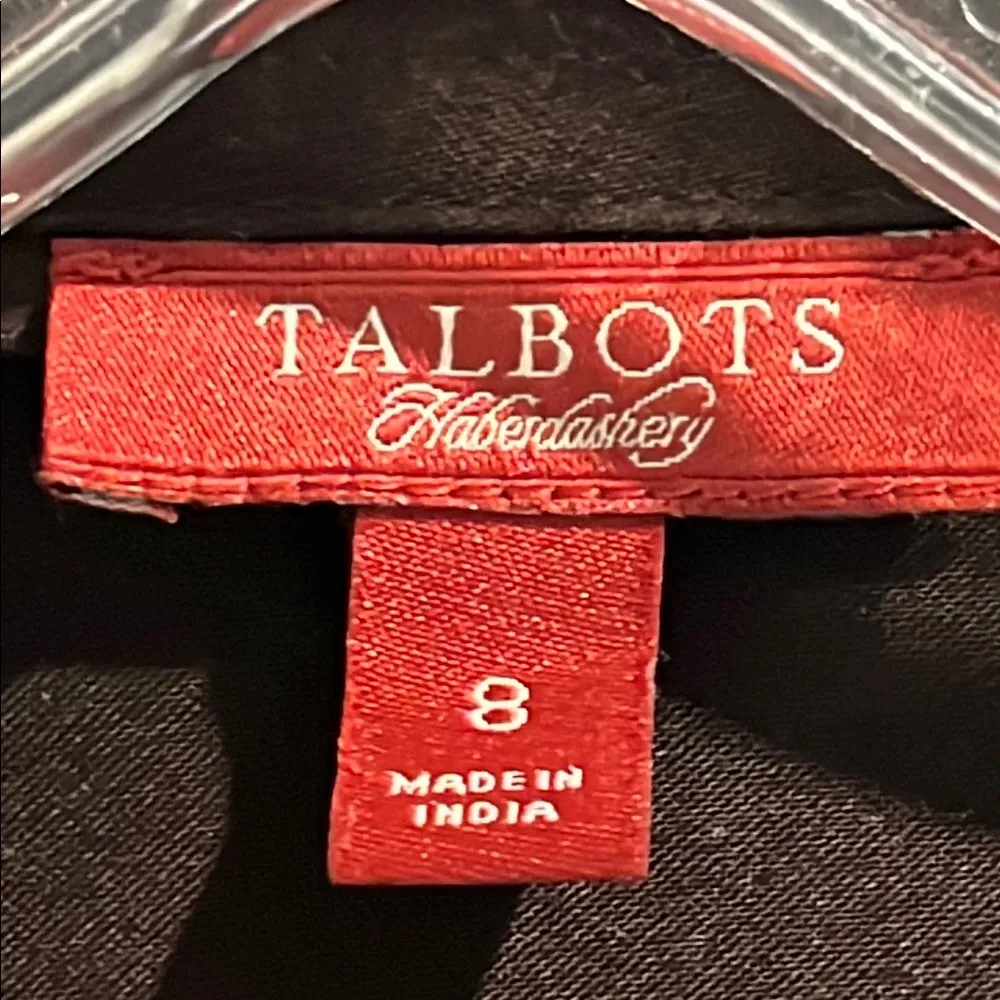 TALBOTS
Haberdashery
8
MADE IN
INDIA